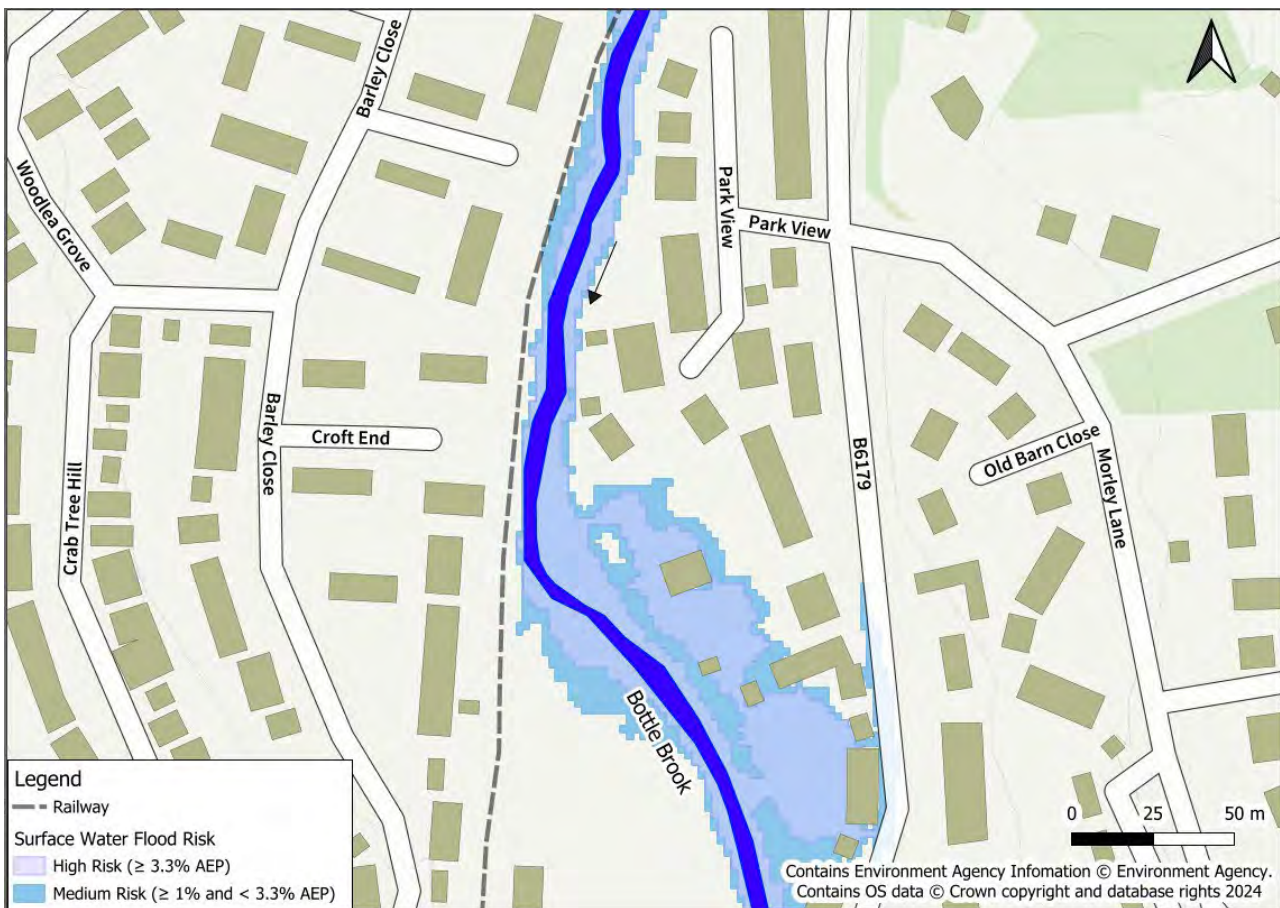 Barley Close
Woodlea Grove
Park View
Park View
Barley Close
Croft End
Crab Tree Hill
B6179
Old Barn Close
Morley Lane
Bottle Brook
Legend
Railway
Surface Water Flood Risk
High Risk (≥ 3.3% AEP)
Medium Risk (≥ 1% and < 3.3% AEP)
0 25 50 m
Contains Environment Agency Infomation © Environment Agency.
Contains OS data © Crown copyright and database rights 2024